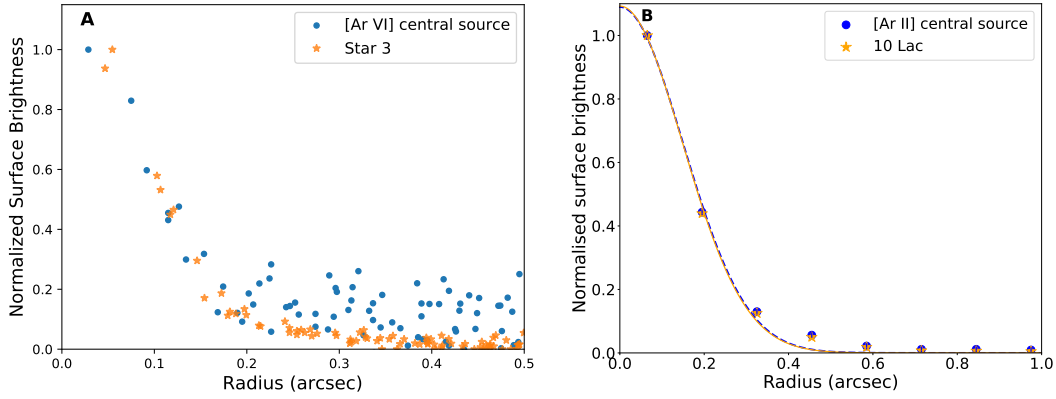 A
[Ar VI] central source
Star 3
Normalized Surface Brightness
1.0
0.8
0.6
0.4
0.2
0.0
0.0 0.1 0.2 0.3 0.4 0.5
Radius (arcsec)
B
[Ar II] central source
10 Lac
Normalised surface brightness
1.0
0.8
0.6
0.4
0.2
0.0
0.0 0.2 0.4 0.6 0.8 1.0
Radius (arcsec)